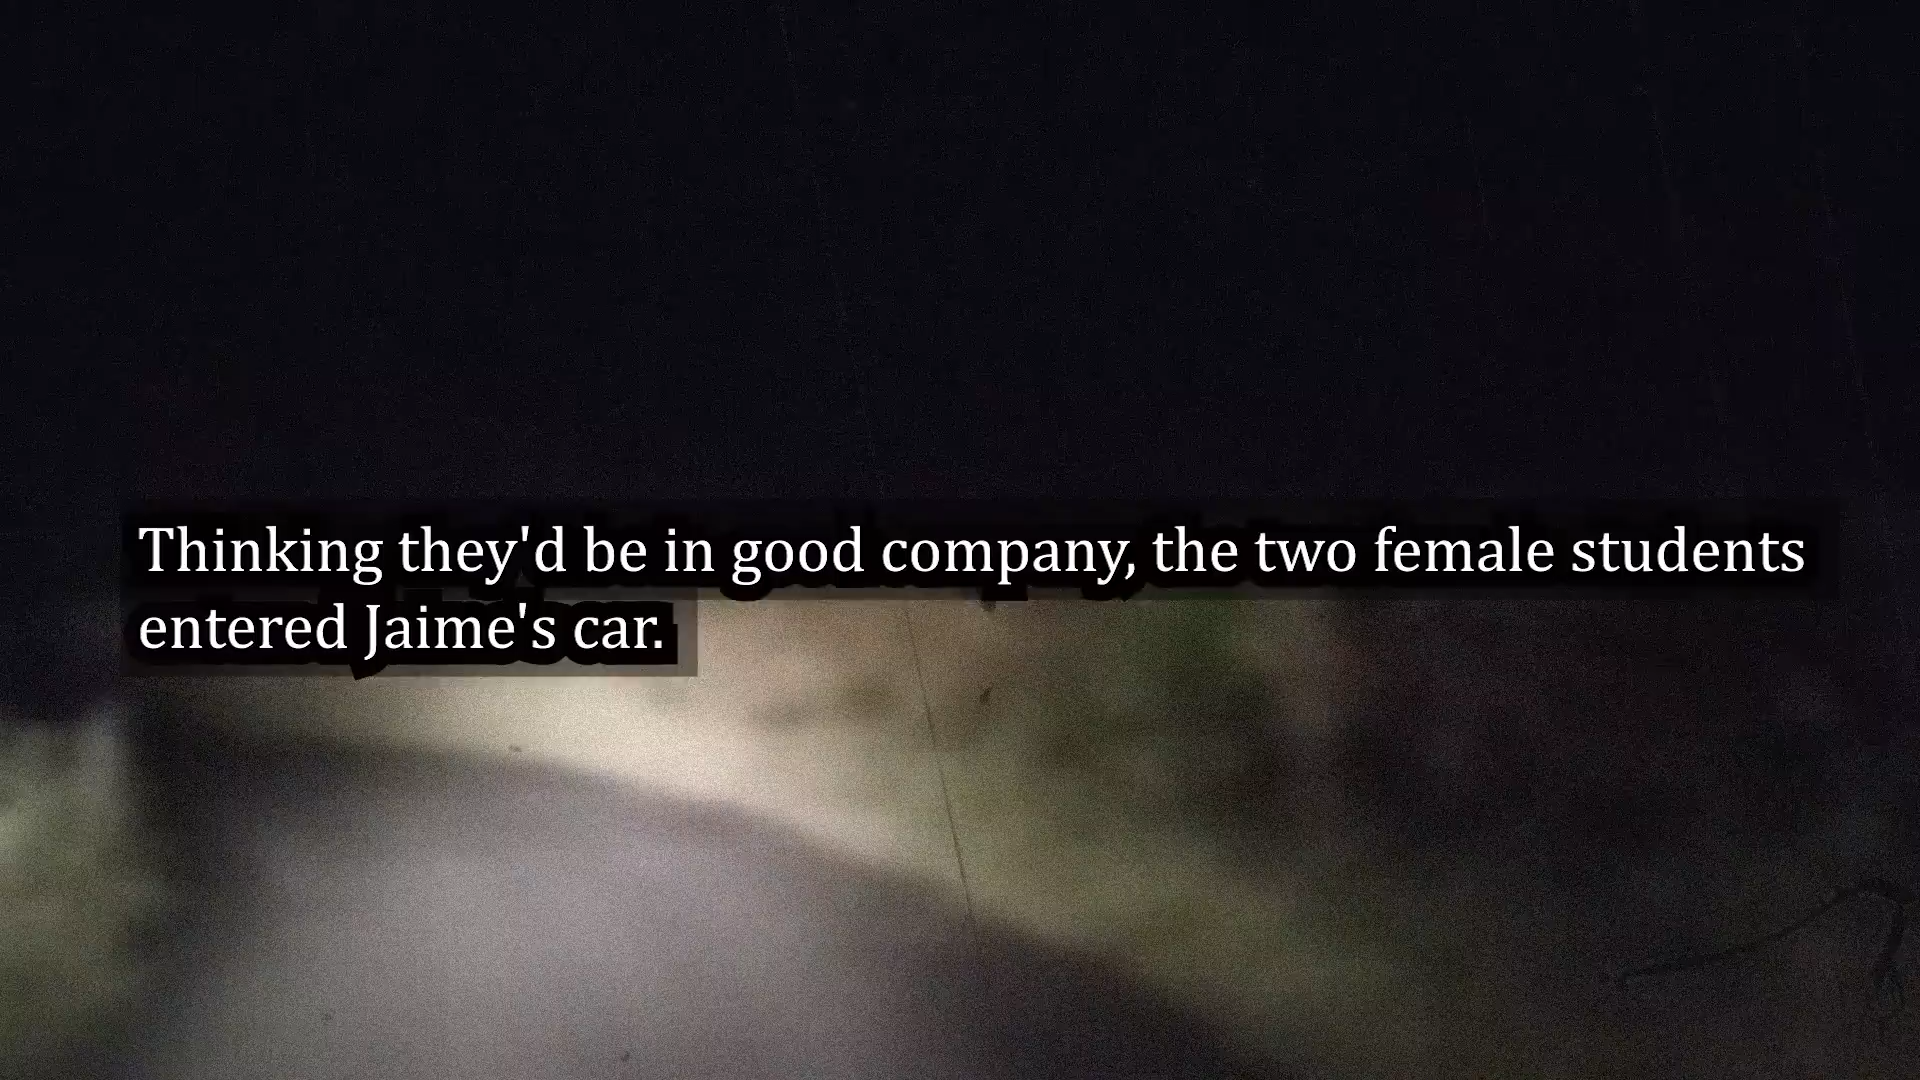 Thinking they'd be in good company, the two female students
entered Jaime's car.